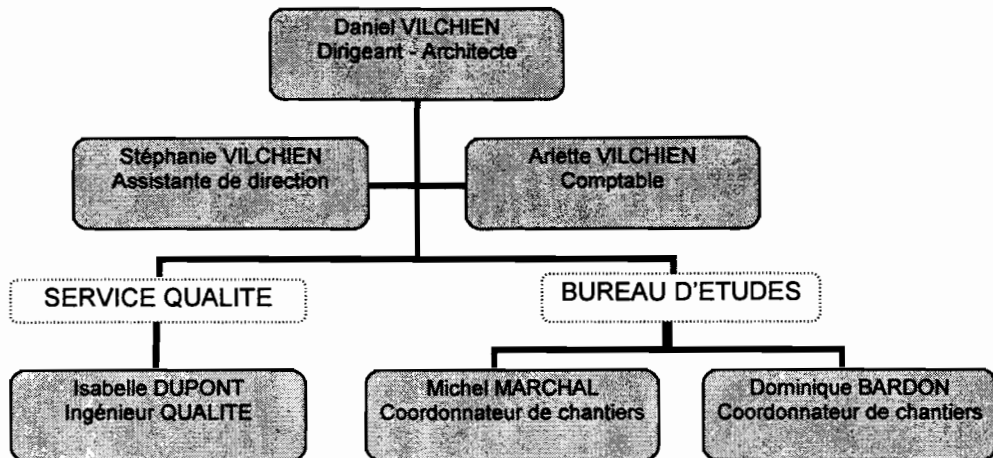 Daniel VILCHIEN
Dirigeant - Architecte
Stéphanie VILCHIEN
Assistante de direction
Arlette VILCHIEN
Comptable
SERVICE QUALITE
BUREAU D'ETUDES
Isabelle DUPONT
Ingénieur QUALITE
Michel MARCHAL
Coordonnateur de chantiers
Dominique BARDON
Coordonnateur de chantiers